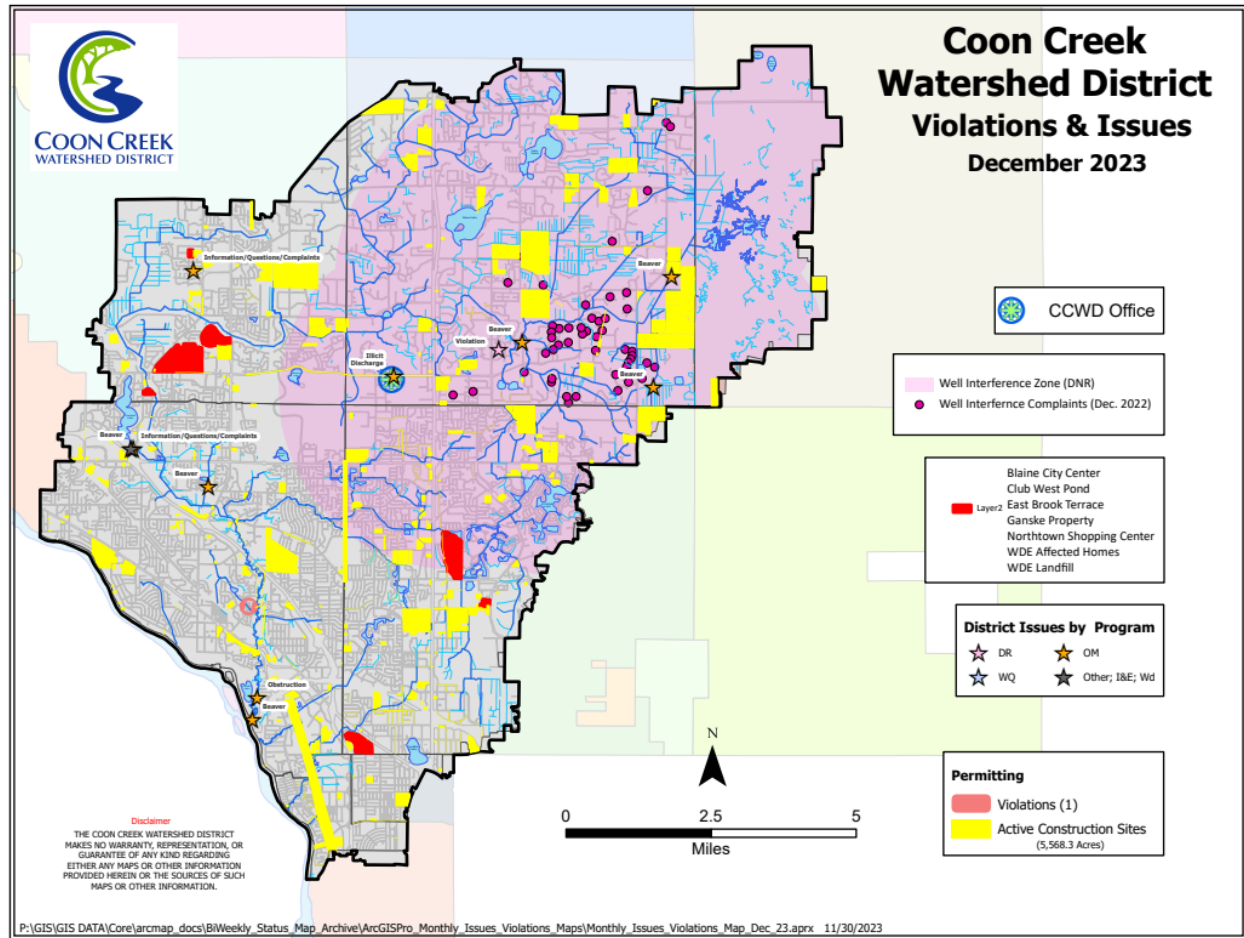 Coon Creek
Watershed District
Violations & Issues
December 2023
COON CREEK
WATERSHED DISTRICT
Information/Questions/Complaints
Beaver
Beaver
Violation
Illicit
Discharge
Beaver
Beaver
Information/Questions/Complaints
Beaver
Obstruction
Beaver
CCWD Office
Well Interference Zone (DNR)
Well Interfernce Complaints (Dec. 2022)
Layer2
Blaine City Center
Club West Pond
East Brook Terrace
Ganske Property
Northtown Shopping Center
WDE Affected Homes
WDE Landfill
District Issues by Program
DR
OM
WQ
Other; I&E; Wd
N
0 2.5 5
Miles
Permitting
Violations (1)
Active Construction Sites
(5,568.3 Acres)
Disclaimer
THE COON CREEK WATERSHED DISTRICT
MAKES NO WARRANTY, REPRESENTATION, OR
GUARANTEE OF ANY KIND REGARDING
EITHER ANY MAPS OR OTHER INFORMATION
PROVIDED HEREIN OR THE SOURCES OF SUCH
MAPS OR OTHER INFORMATION.
P:\GIS\GIS DATA\Core\arcmap_docs\BiWeekly_Status_Map_Archive\ArcGISPro_Monthly_Issues_Violations_Maps\Monthly_Issues_Violations_Map_Dec_23.aprx 11/30/2023